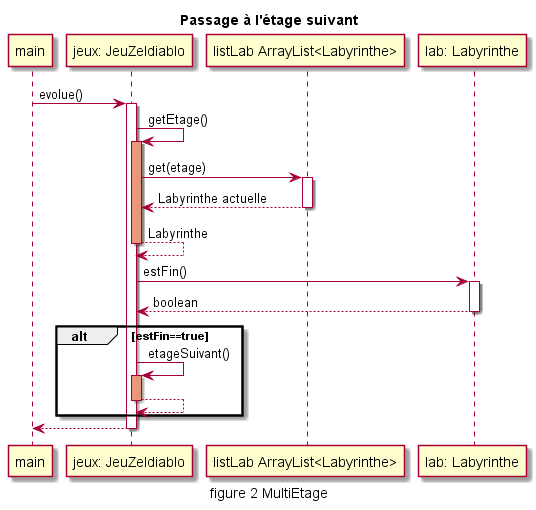 Passage à l'étage suivant
main
jeux: JeuZeldiablo
listLab ArrayList<Labyrinthe>
lab: Labyrinthe
evolue()
getEtage()
get(etage)
Labyrinthe actuelle
Labyrinthe
estFin()
boolean
alt
[estFin==true]
etageSuivant()
main
jeux: JeuZeldiablo
listLab ArrayList<Labyrinthe>
lab: Labyrinthe
figure 2 MultiEtage